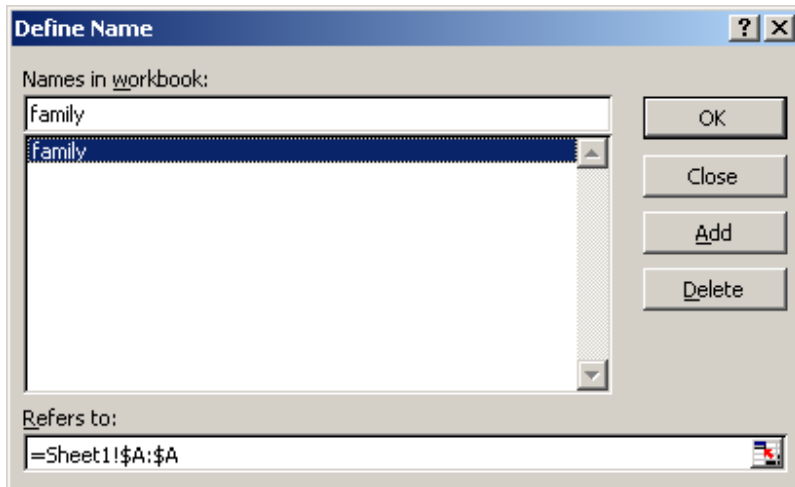 Define Name
Names in workbook:
family
family
OK
Close
Add
Delete
Refers to:
=Sheet1!$A:$A